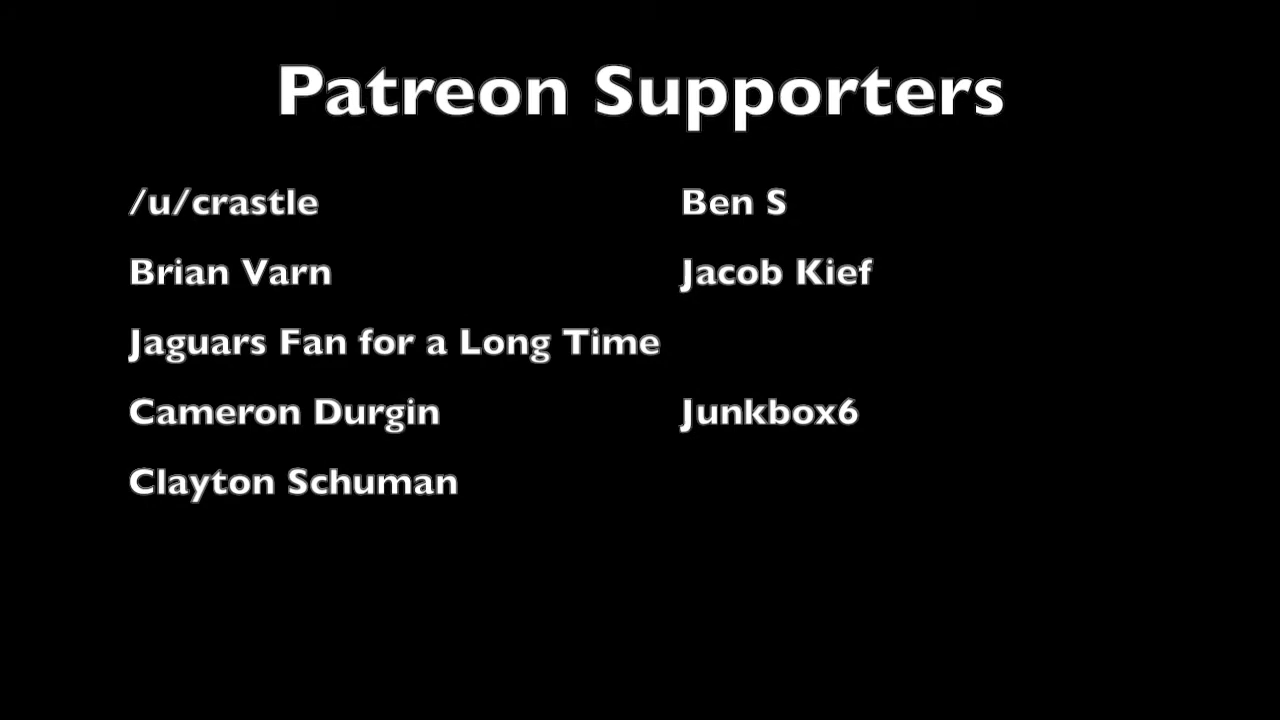 Patreon Supporters
/u/crastle
Ben S
Brian Varn
Jacob Kief
Jaguars Fan for a Long Time
Cameron Durgin
Junkbox6
Clayton Schuman